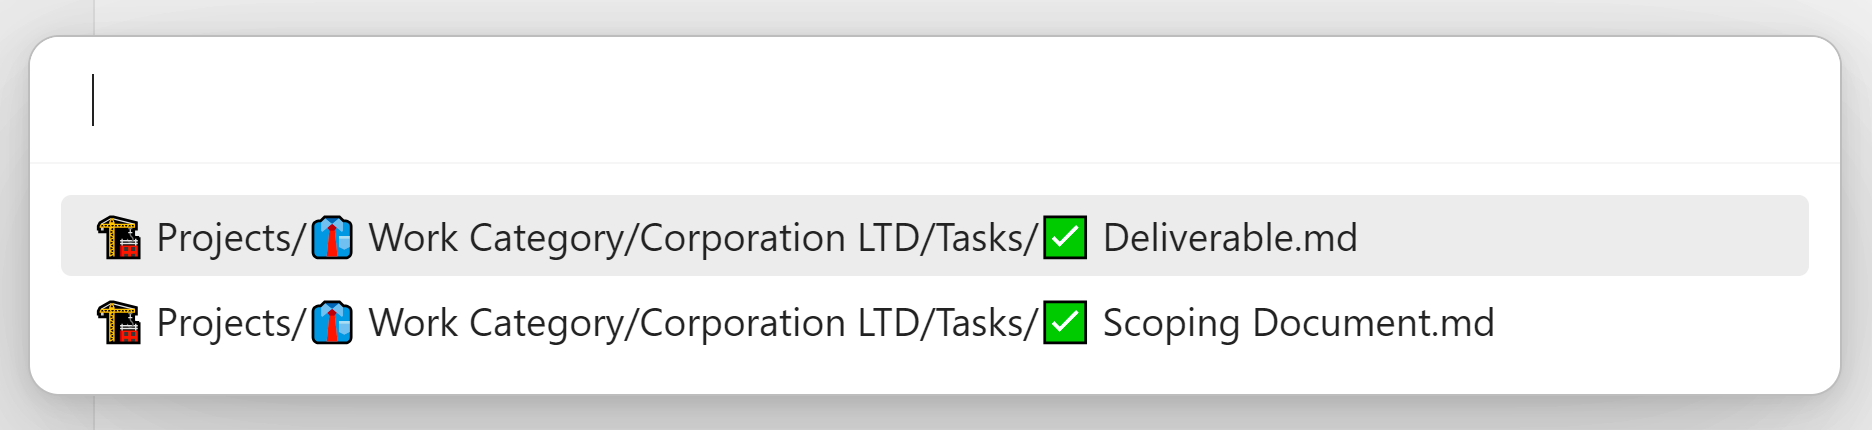 🏗️ Projects/👔 Work Category/Corporation LTD/Tasks/✅ Deliverable.md
🏗️ Projects/👔 Work Category/Corporation LTD/Tasks/✅ Scoping Document.md